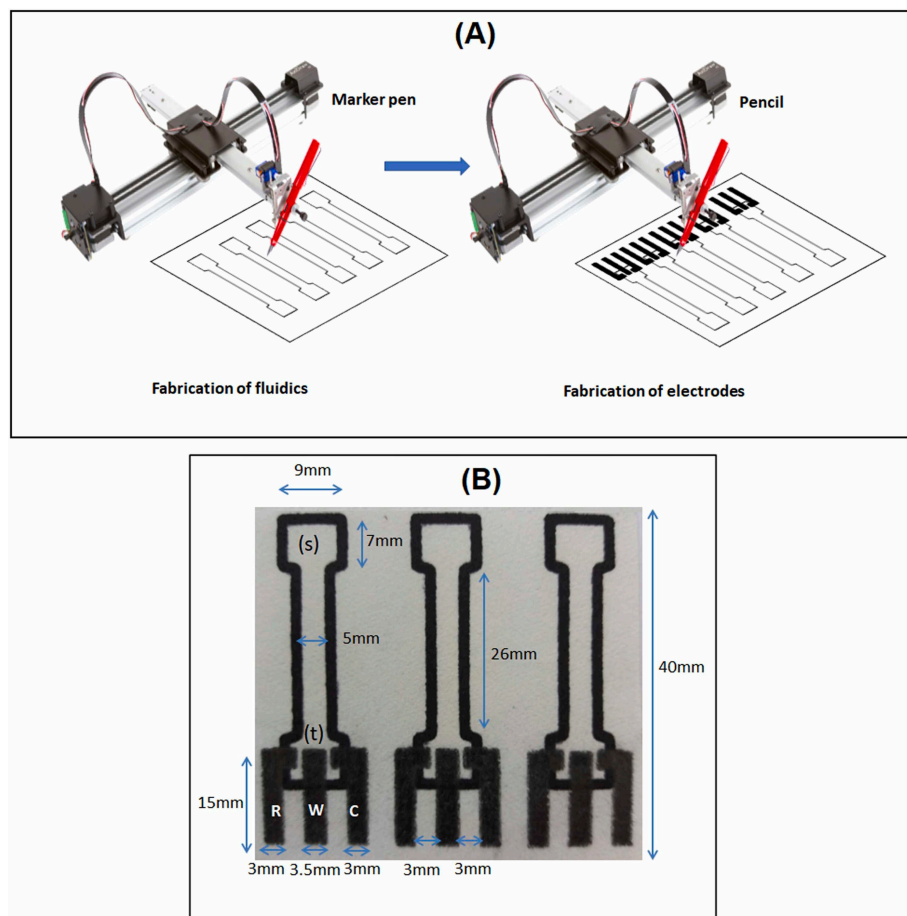 (A)
Marker pen
Pencil
Fabrication of fluidics
Fabrication of electrodes
(B)
9mm
(s)
7mm
5mm
26mm
40mm
(t)
15mm
R W C
3mm 3.5mm 3mm 3mm 3mm